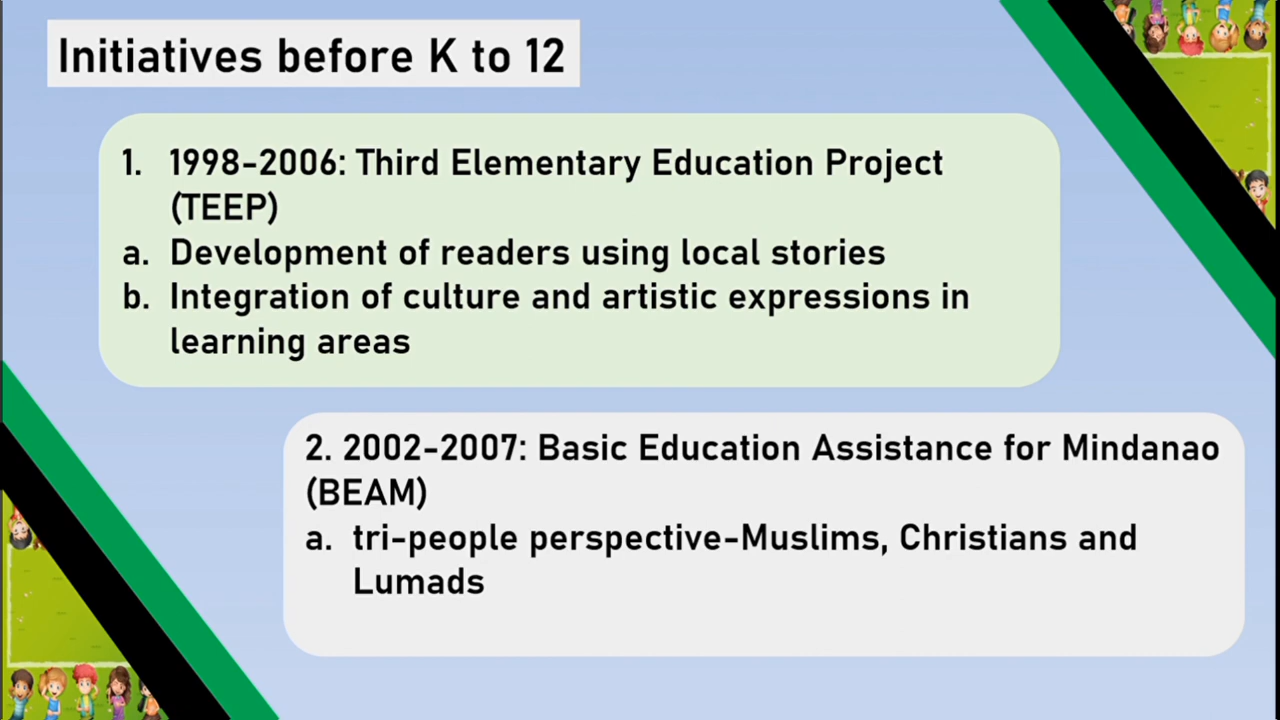 Initiatives before K to 12
1. 1998-2006: Third Elementary Education Project
(TEEP)
a. Development of readers using local stories
b. Integration of culture and artistic expressions in
learning areas
2. 2002-2007: Basic Education Assistance for Mindanao
(BEAM)
a. tri-people perspective-Muslims, Christians and
Lumads